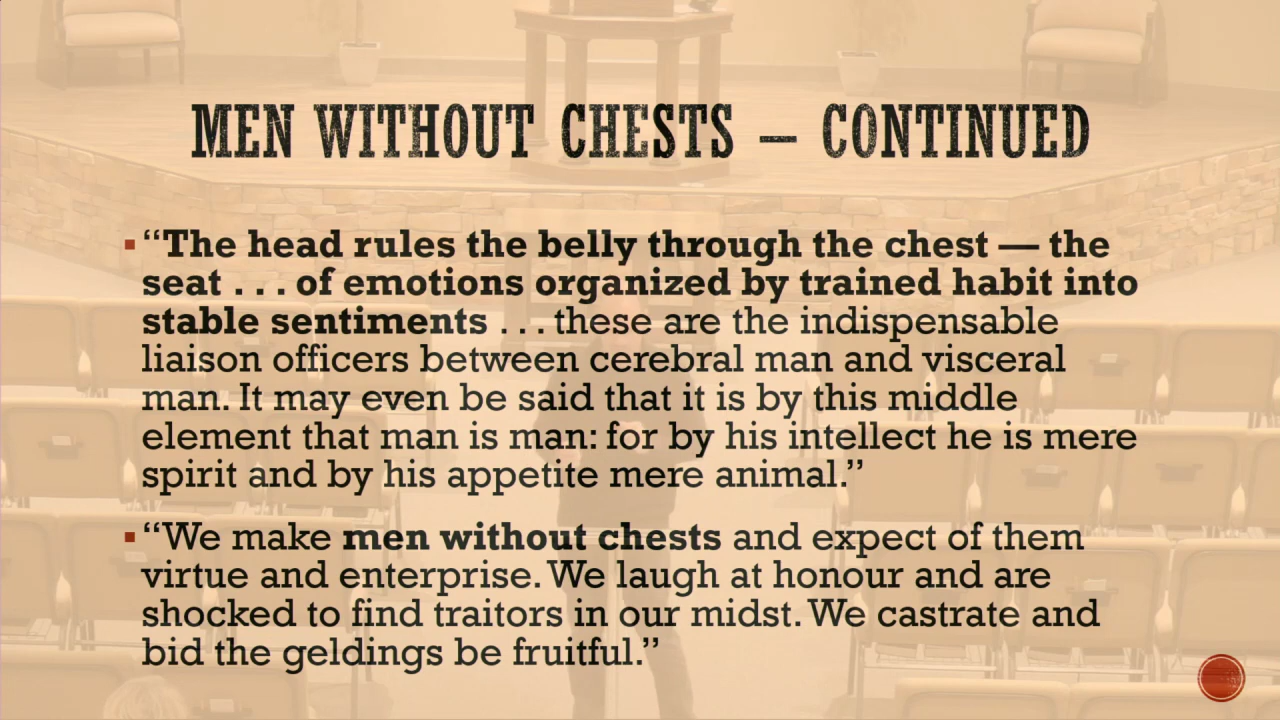 MEN WITHOUT CHESTS – CONTINUED
▪ “The head rules the belly through the chest — the
seat . . . of emotions organized by trained habit into
stable sentiments . . . these are the indispensable
liaison officers between cerebral man and visceral
man. It may even be said that it is by this middle
element that man is man: for by his intellect he is mere
spirit and by his appetite mere animal.”
▪ “We make men without chests and expect of them
virtue and enterprise. We laugh at honour and are
shocked to find traitors in our midst. We castrate and
bid the geldings be fruitful.”